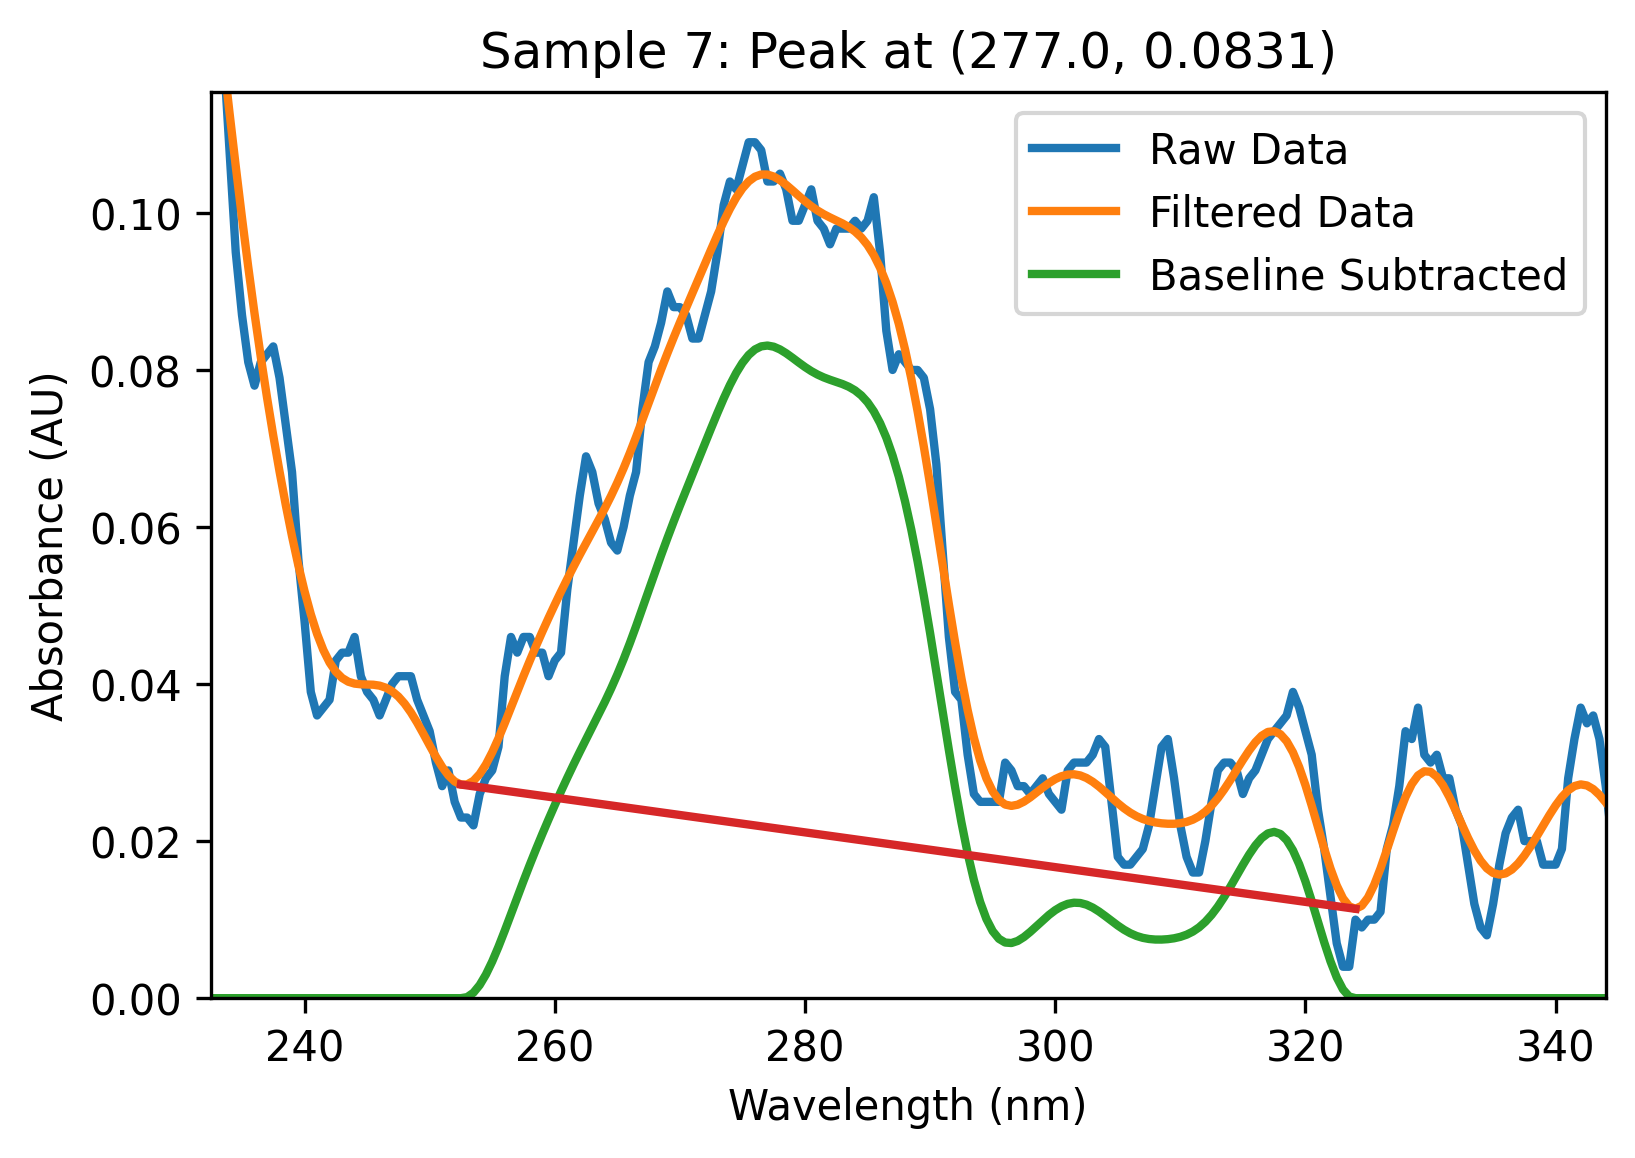 Sample 7: Peak at (277.0, 0.0831)
Raw Data
Filtered Data
Baseline Subtracted
0.10
0.08
0.06
0.04
0.02
0.00
Absorbance (AU)
240 260 280 300 320 340
Wavelength (nm)